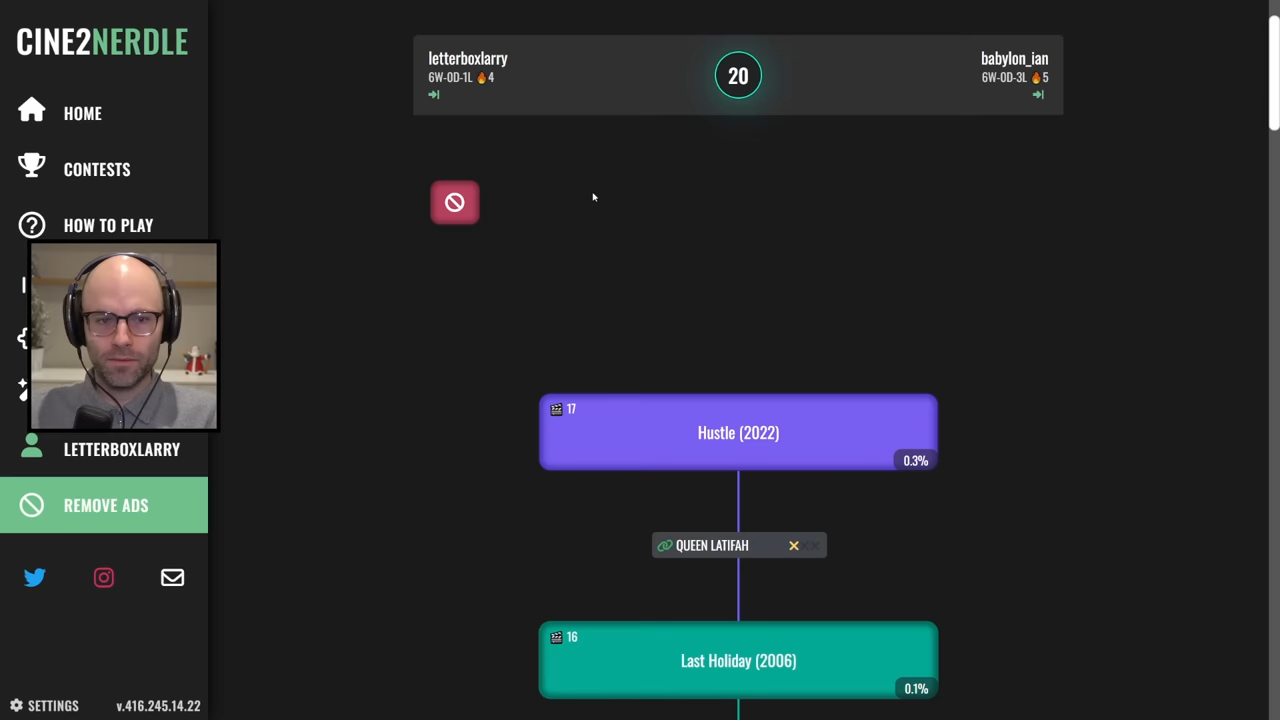 CINE2NERDLE
HOME
CONTESTS
HOW TO PLAY
LETTERBOXLARRY
REMOVE ADS
SETTINGS
v.416.245.14.22
letterboxlarry
6W-0D-1L 🔥4
20
babylon_ian
6W-0D-3L 🔥5
17
Hustle (2022)
0.3%
QUEEN LATIFAH
16
Last Holiday (2006)
0.1%